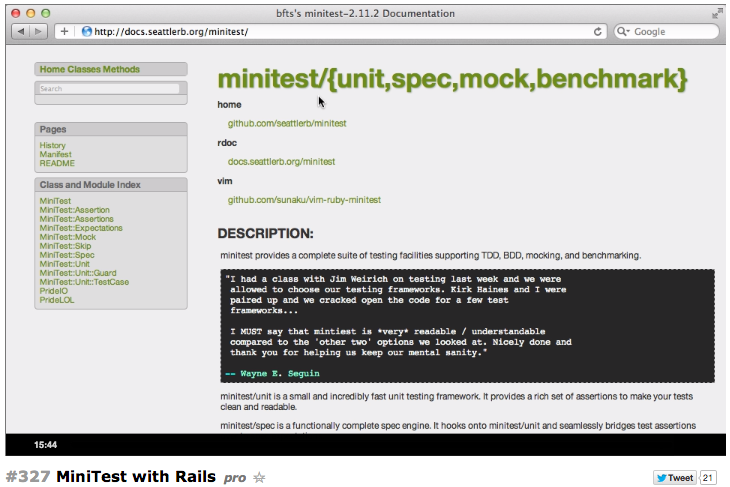 bfts's minitest-2.11.2 Documentation
http://docs.seattlerb.org/minitest/
Google
Home Classes Methods
Search
Pages
History
Manifest
README
Class and Module Index
MiniTest
MiniTest::Assertion
MiniTest::Assertions
MiniTest::Expectations
MiniTest::Mock
MiniTest::Skip
MiniTest::Spec
MiniTest::Unit
MiniTest::Unit::Guard
MiniTest::Unit::TestCase
PrideIO
PrideLOL
minitest/{unit,spec,mock,benchmark}
home
github.com/seattlerb/minitest
rdoc
docs.seattlerb.org/minitest
vim
github.com/sunaku/vim-ruby-minitest
DESCRIPTION:
minitest provides a complete suite of testing facilities supporting TDD, BDD, mocking, and benchmarking.
"I had a class with Jim Weirich on testing last week and we were
allowed to choose our testing frameworks. Kirk Haines and I were
paired up and we cracked open the code for a few test
frameworks...
I MUST say that mintiest is *very* readable / understandable
compared to the 'other two' options we looked at. Nicely done and
thank you for helping us keep our mental sanity."
-- Wayne E. Seguin
minitest/unit is a small and incredibly fast unit testing framework. It provides a rich set of assertions to make your tests
clean and readable.
minitest/spec is a functionally complete spec engine. It hooks onto minitest/unit and seamlessly bridges test assertions
15:44
#327 MiniTest with Rails pro
Tweet 21